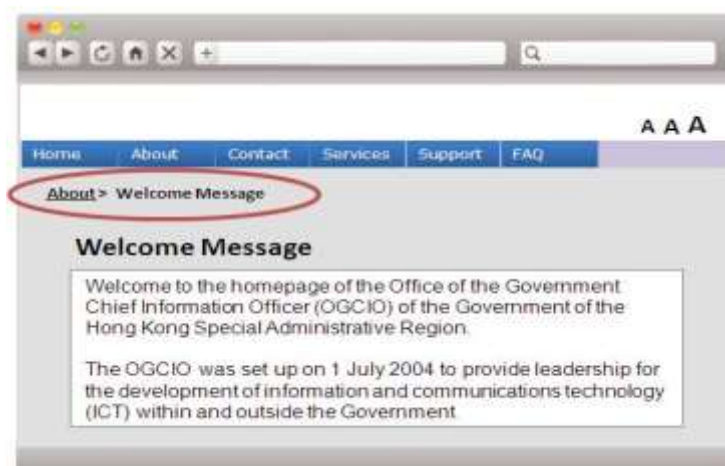 A A A
Home About Contact Services Support FAQ
About > Welcome Message
Welcome Message
Welcome to the homepage of the Office of the Government
Chief Information Officer (OGCIO) of the Government of the
Hong Kong Special Administrative Region.
The OGCIO was set up on 1 July 2004 to provide leadership for
the development of information and communications technology
(ICT) within and outside the Government